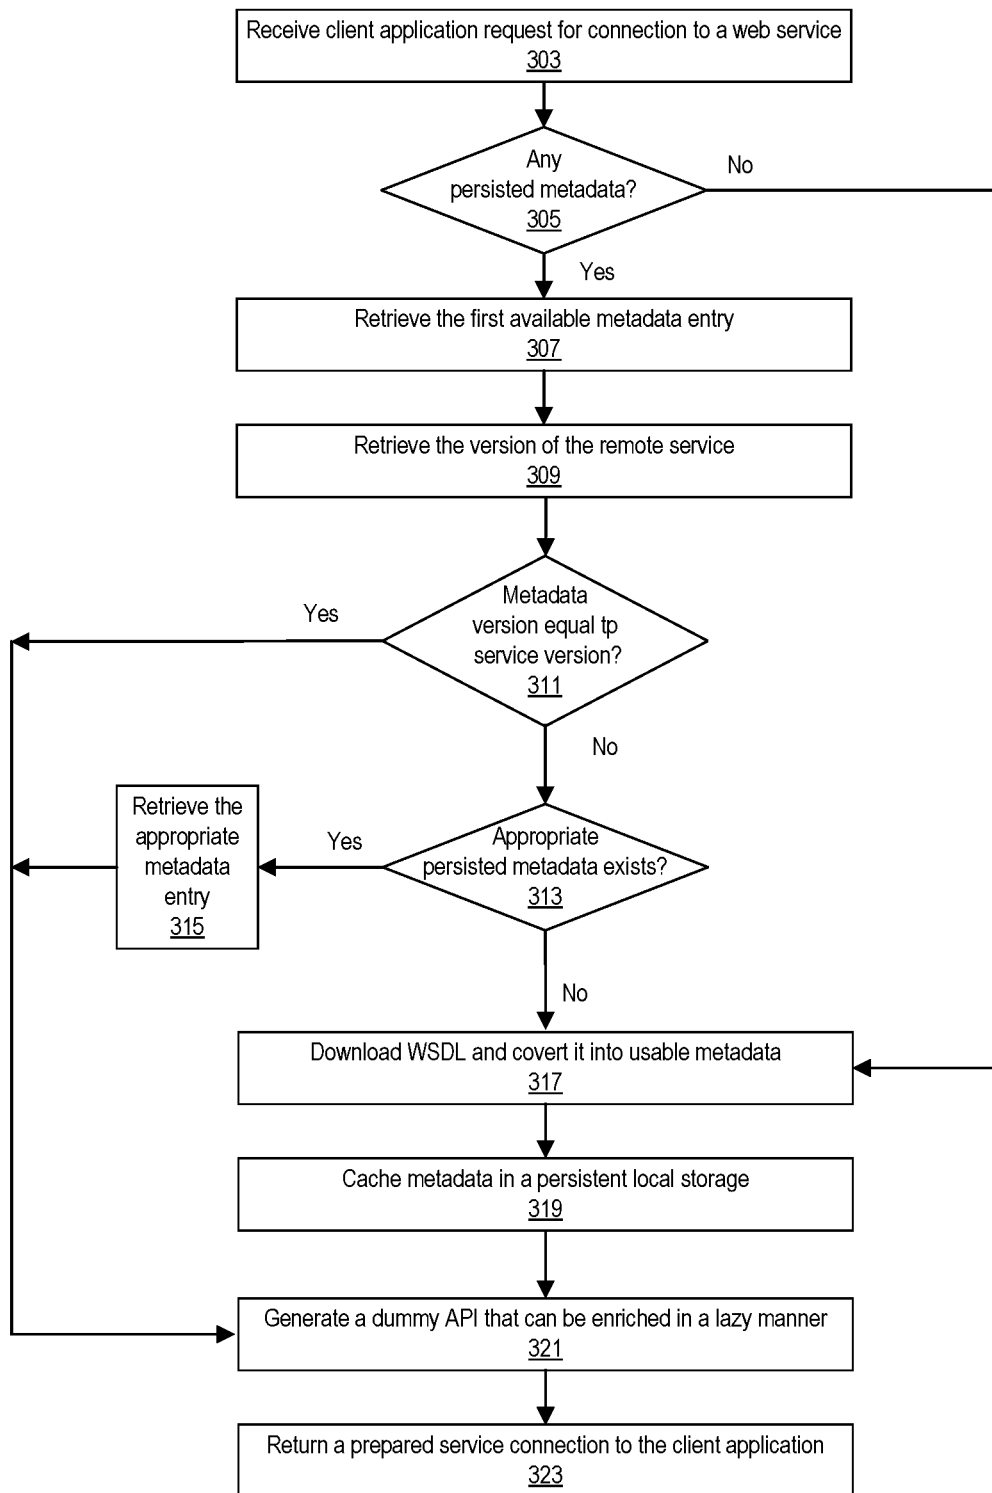 Receive client application request for connection to a web service
303
Any
persisted metadata?
305
No
Yes
Retrieve the first available metadata entry
307
Retrieve the version of the remote service
309
Metadata
version equal tp
service version?
311
Yes
No
Retrieve the
appropriate
metadata
entry
315
Yes
Appropriate
persisted metadata exists?
313
No
Download WSDL and covert it into usable metadata
317
Cache metadata in a persistent local storage
319
Generate a dummy API that can be enriched in a lazy manner
321
Return a prepared service connection to the client application
323